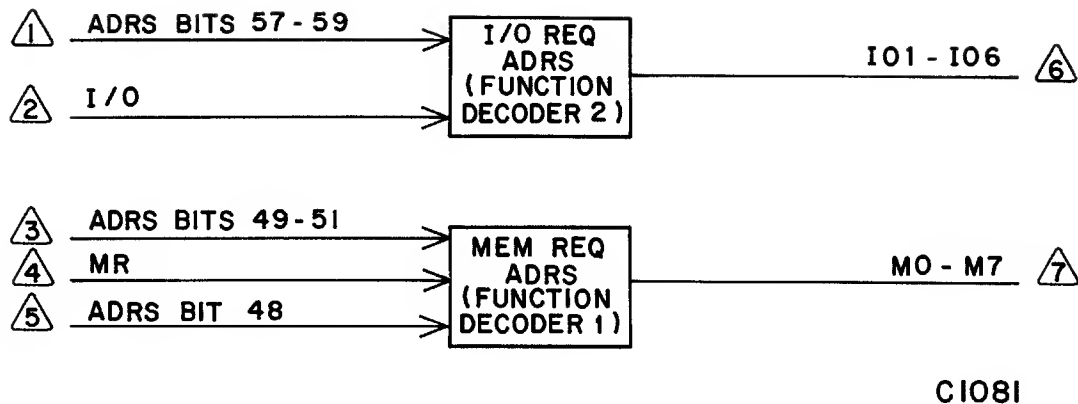 1 ADRS BITS 57-59
2 I/O
I/O REQ
ADRS
(FUNCTION
DECODER 2)
IO1 - IO6 6
3 ADRS BITS 49-51
4 MR
5 ADRS BIT 48
MEM REQ
ADRS
(FUNCTION
DECODER 1)
MO - M7 7
C1081